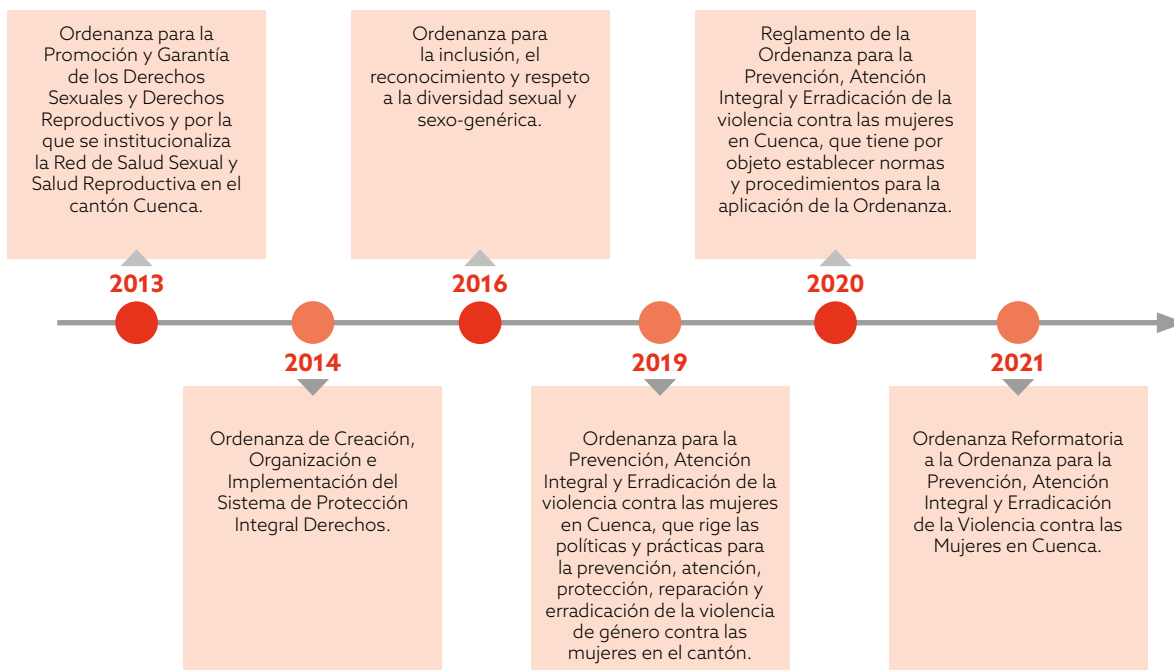 Ordenanza para la
Promoción y Garantía
de los Derechos
Sexuales y Derechos
Reproductivos y por la
que se institucionaliza
la Red de Salud Sexual y
Salud Reproductiva en el
cantón Cuenca.
2013
Ordenanza de Creación,
Organización e
Implementación del
Sistema de Protección
Integral Derechos.
2014
Ordenanza para
la inclusión, el
reconocimiento y respeto
a la diversidad sexual y
sexo-genérica.
2016
2019
Ordenanza para la
Prevención, Atención
Integral y Erradicación de la
violencia contra las mujeres
en Cuenca, que rige las
políticas y prácticas para
la prevención, atención,
protección, reparación y
erradicación de la violencia
de género contra las
mujeres en el cantón.
Reglamento de la
Ordenanza para la
Prevención, Atención
Integral y Erradicación de la
violencia contra las mujeres
en Cuenca, que tiene por
objeto establecer normas
y procedimientos para la
aplicación de la Ordenanza.
2020
2021
Ordenanza Reformatoria
a la Ordenanza para la
Prevención, Atención
Integral y Erradicación
de la Violencia contra las
Mujeres en Cuenca.